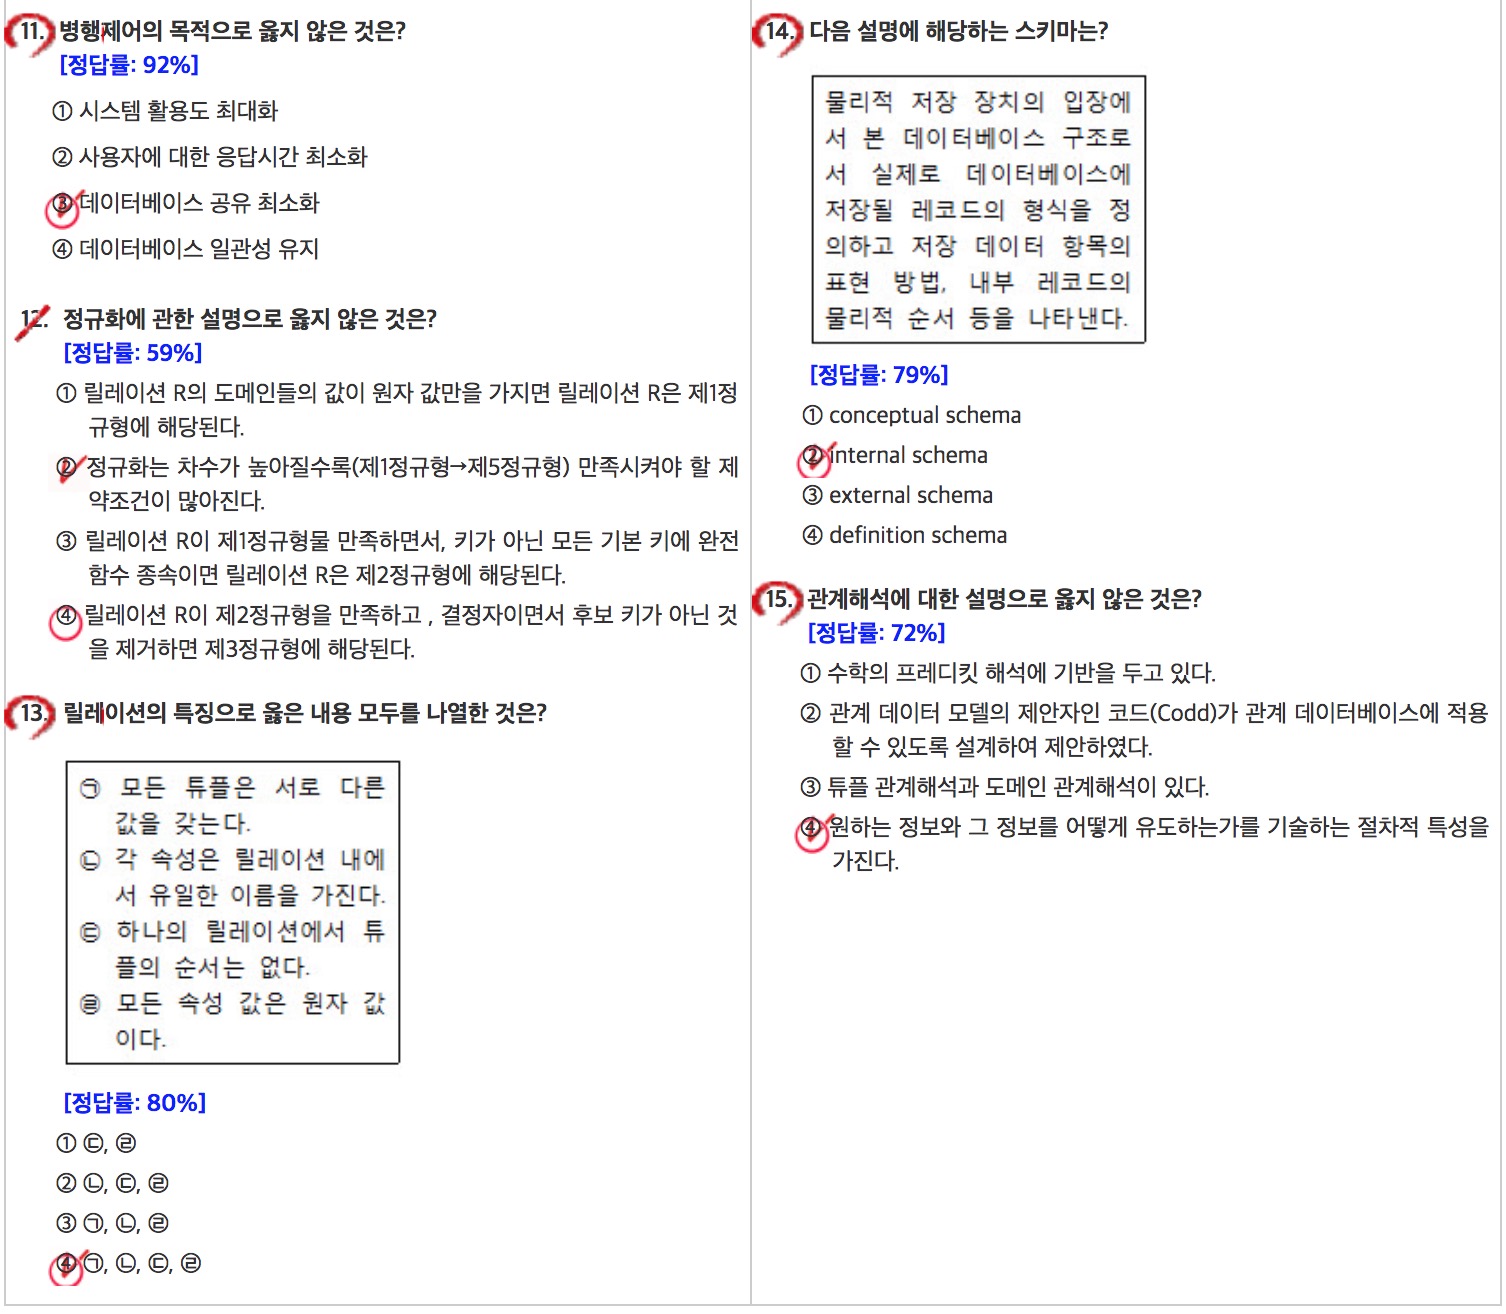 11. 병행제어의 목적으로 옳지 않은 것은?
[정답률: 92%]
① 시스템 활용도 최대화
② 사용자에 대한 응답시간 최소화
③ 데이터베이스 공유 최소화
④ 데이터베이스 일관성 유지
12. 정규화에 관한 설명으로 옳지 않은 것은?
[정답률: 59%]
① 릴레이션 R의 도메인들의 값이 원자 값만을 가지면 릴레이션 R은 제1정
규형에 해당된다.
② 정규화는 차수가 높아질수록(제1정규형→제5정규형) 만족시켜야 할 제
약조건이 많아진다.
③ 릴레이션 R이 제1정규형물 만족하면서, 키가 아닌 모든 기본 키에 완전
함수 종속이면 릴레이션 R은 제2정규형에 해당된다.
④ 릴레이션 R이 제2정규형을 만족하고 , 결정자이면서 후보 키가 아닌 것
을 제거하면 제3정규형에 해당된다.
13. 릴레이션의 특징으로 옳은 내용 모두를 나열한 것은?
㉠ 모든 튜플은 서로 다른
값을 갖는다.
㉡ 각 속성은 릴레이션 내에
서 유일한 이름을 가진다.
㉢ 하나의 릴레이션에서 튜
플의 순서는 없다.
㉣ 모든 속성 값은 원자 값
이다.
[정답률: 80%]
① ㉢, ㉣
② ㉡, ㉢, ㉣
③ ㉠, ㉡, ㉣
④ ㉠, ㉡, ㉢, ㉣
14. 다음 설명에 해당하는 스키마는?
물리적 저장 장치의 입장에
서 본 데이터베이스 구조로
서 실제로 데이터베이스에
저장될 레코드의 형식을 정
의하고 저장 데이터 항목의
표현 방법, 내부 레코드의
물리적 순서 등을 나타낸다.
[정답률: 79%]
① conceptual schema
② internal schema
③ external schema
④ definition schema
15. 관계해석에 대한 설명으로 옳지 않은 것은?
[정답률: 72%]
① 수학의 프레디킷 해석에 기반을 두고 있다.
② 관계 데이터 모델의 제안자인 코드(Codd)가 관계 데이터베이스에 적용
할 수 있도록 설계하여 제안하였다.
③ 튜플 관계해석과 도메인 관계해석이 있다.
④ 원하는 정보와 그 정보를 어떻게 유도하는가를 기술하는 절차적 특성을
가진다.